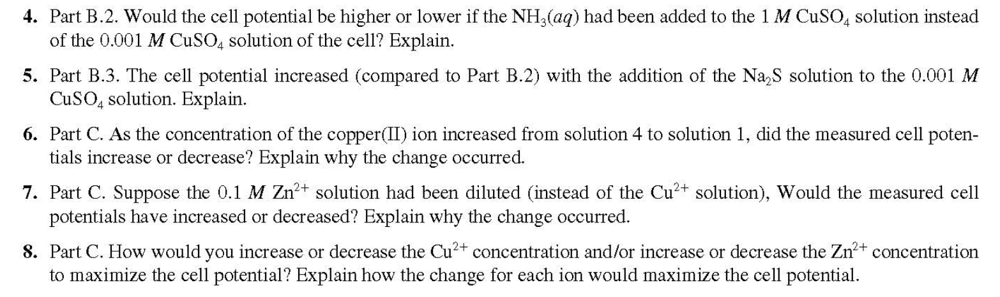 4. Part B.2. Would the cell potential be higher or lower if the NH₃(aq) had been added to the 1 M CuSO₄ solution instead
of the 0.001 M CuSO₄ solution of the cell? Explain.
5. Part B.3. The cell potential increased (compared to Part B.2) with the addition of the Na₂S solution to the 0.001 M
CuSO₄ solution. Explain.
6. Part C. As the concentration of the copper(II) ion increased from solution 4 to solution 1, did the measured cell poten-
tials increase or decrease? Explain why the change occurred.
7. Part C. Suppose the 0.1 M Zn²⁺ solution had been diluted (instead of the Cu²⁺ solution), Would the measured cell
potentials have increased or decreased? Explain why the change occurred.
8. Part C. How would you increase or decrease the Cu²⁺ concentration and/or increase or decrease the Zn²⁺ concentration
to maximize the cell potential? Explain how the change for each ion would maximize the cell potential.